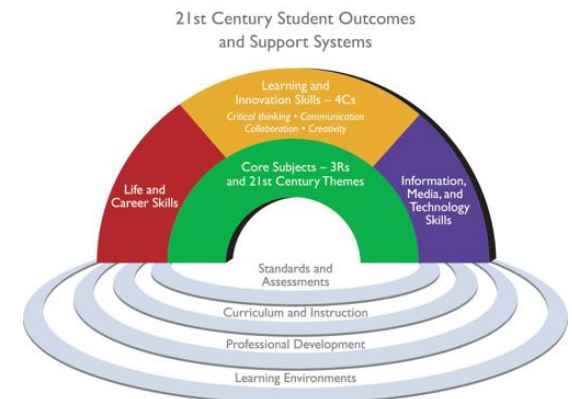 21st Century Student Outcomes
and Support Systems
Learning and
Innovation Skills – 4Cs
Critical thinking • Communication
Collaboration • Creativity
Core Subjects – 3Rs
and 21st Century Themes
Life and
Career Skills
Information,
Media, and
Technology
Skills
Standards and
Assessments
Curriculum and Instruction
Professional Development
Learning Environments